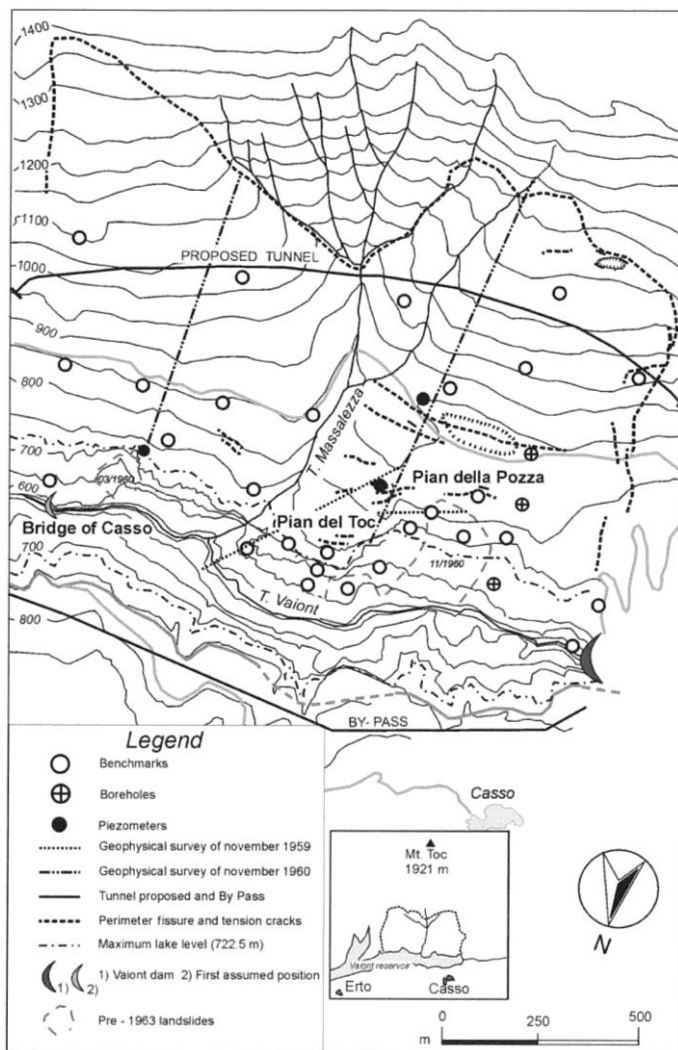 1400
1300
1200
1100
PROPOSED TUNNEL
1000
900
800
T. Massalezza
700
Pian della Pozza
03/1960
600
Bridge of Casso
Pian del Toc
700
11/1960
T. Vaiont
800
BY- PASS
Legend
Benchmarks
Boreholes
Piezometers
Geophysical survey of november 1959
Geophysical survey of november 1960
Tunnel proposed and By Pass
Perimeter fissure and tension cracks
Maximum lake level (722.5 m)
1) 2) 1) Vaiont dam 2) First assumed position
Pre - 1963 landslides
Casso
Mt. Toc
1921 m
Vaiont reservoir
Erto
Casso
N
0 250 500
m